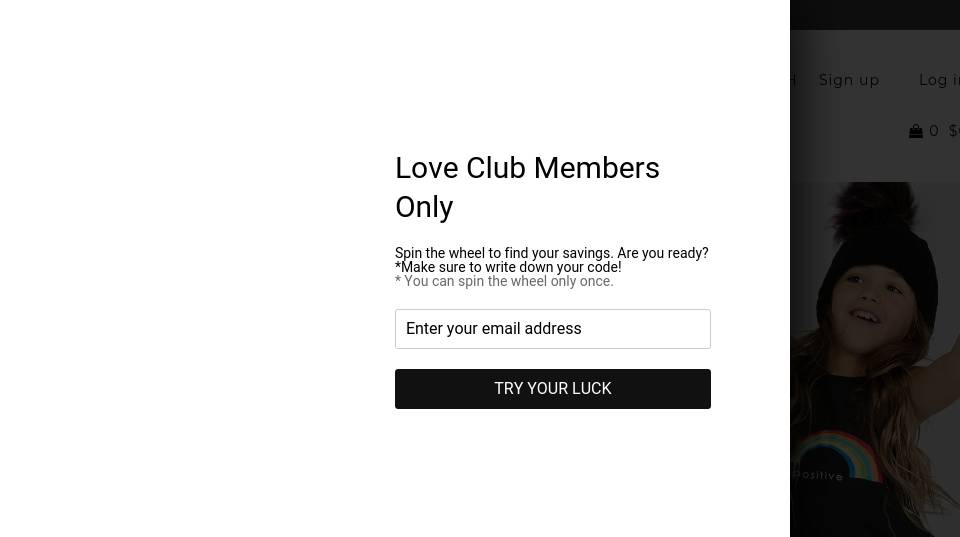 Sign up
Log in
0
Love Club Members
Only
Spin the wheel to find your savings. Are you ready?
*Make sure to write down your code!
* You can spin the wheel only once.
Enter your email address
TRY YOUR LUCK
Positive